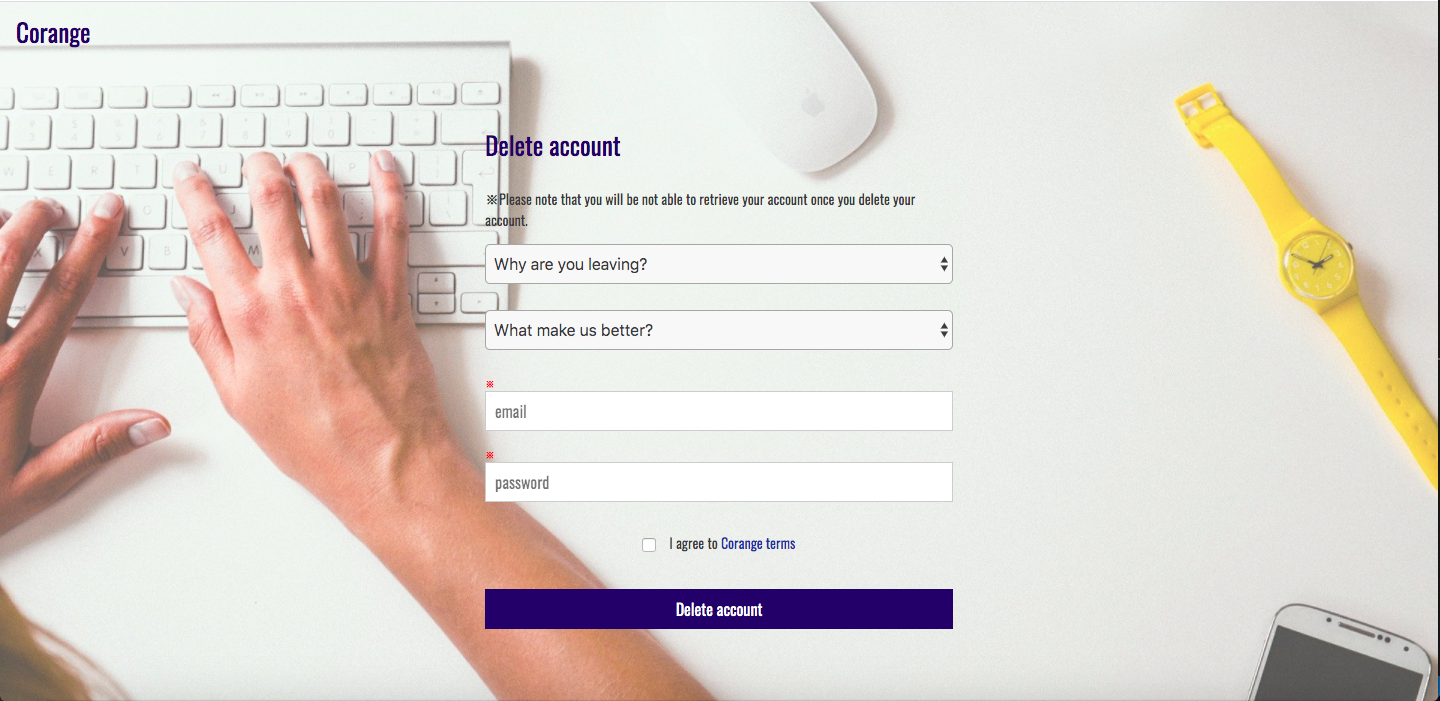 Corange
Delete account
※Please note that you will be not able to retrieve your account once you delete your
account.
Why are you leaving?
What make us better?
※
email
※
password
I agree to Corange terms
Delete account